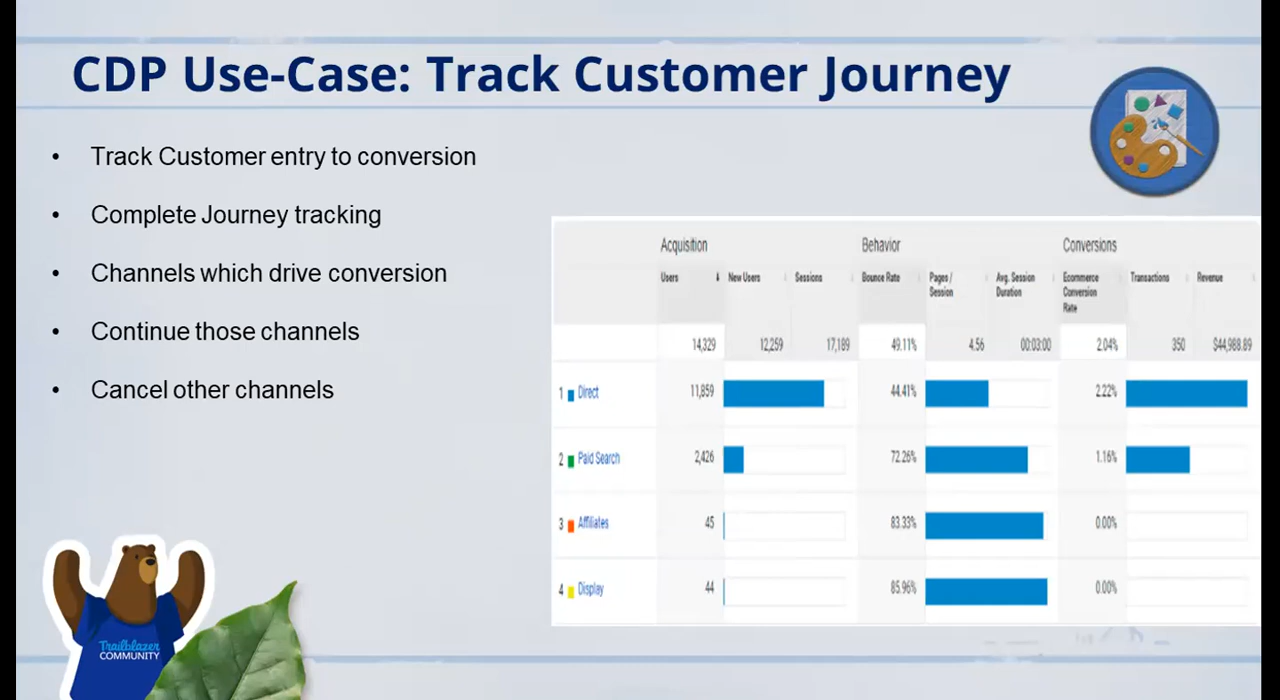 CDP Use-Case: Track Customer Journey
• Track Customer entry to conversion
• Complete Journey tracking
• Channels which drive conversion
• Continue those channels
• Cancel other channels
Acquisition Behavior Conversions
Users New Users Sessions Bounce Rate Pages / Session Avg. Session Duration Ecommerce Conversion Rate Transactions Revenue
14,329 12,259 17,189 49.11% 4.56 00:03:00 2.04% 350 $44,988.89
1 Direct 11,859 44.41% 2.22%
2 Paid Search 2,426 72.26% 1.16%
3 Affiliates 45 83.33% 0.00%
4 Display 44 85.96% 0.00%
Trailblazer
COMMUNITY